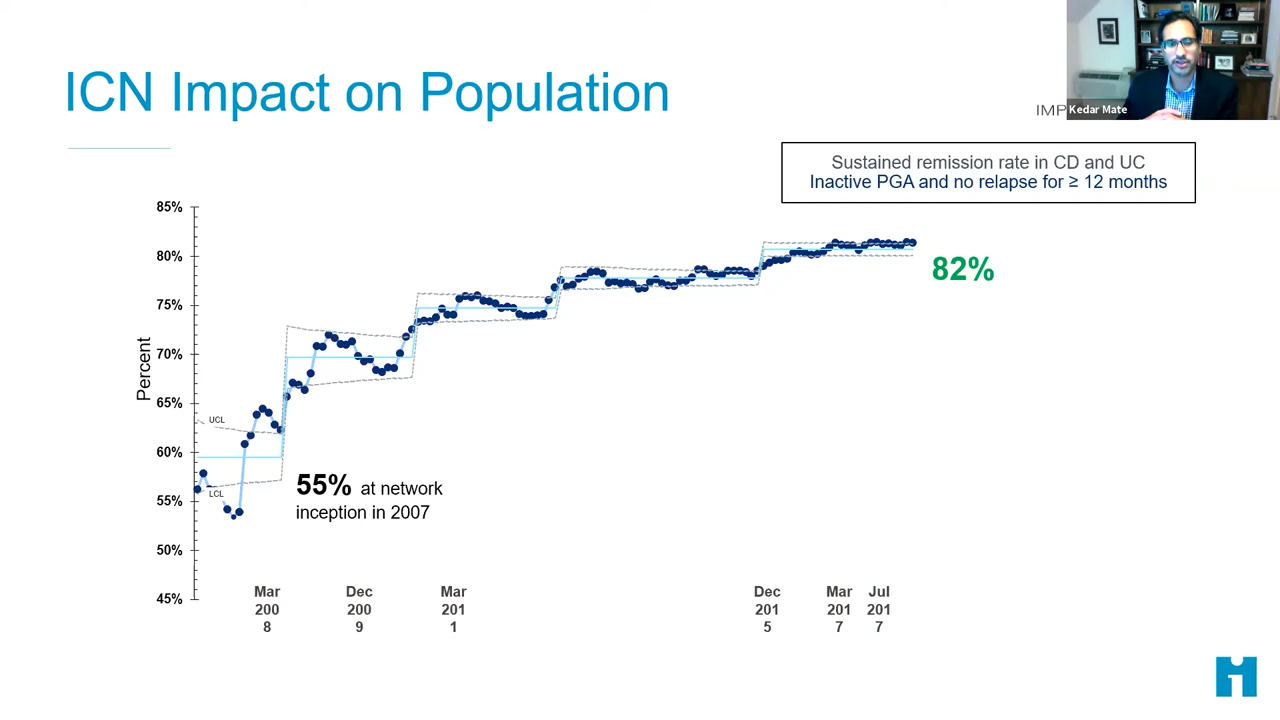 ICN Impact on Population
IMP
Kedar Mate
Sustained remission rate in CD and UC
Inactive PGA and no relapse for ≥ 12 months
85%
80%
75%
70%
65%
60%
55%
50%
45%
Percent
UCL
LCL
82%
55% at network
inception in 2007
Mar
200
8
Dec
200
9
Mar
201
1
Dec
201
5
Mar
201
7
Jul
201
7